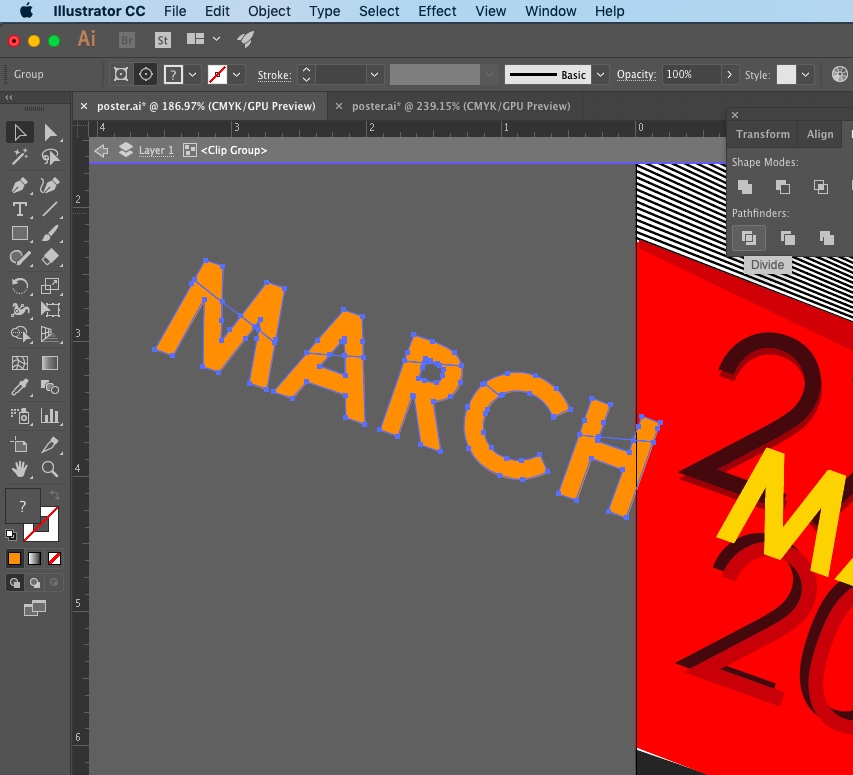 Illustrator CC File Edit Object Type Select Effect View Window Help
Ai Br St
Group ? Stroke: Basic Opacity: 100% Style:
poster.ai* @ 186.97% (CMYK/GPU Preview) poster.ai* @ 239.15% (CMYK/GPU Preview)
4 3 2 1 0
Transform Align
Layer 1 <Clip Group>
Shape Modes:
2
Pathfinders:
Divide
MARCH
3
2
4
MA
?
20
5
6